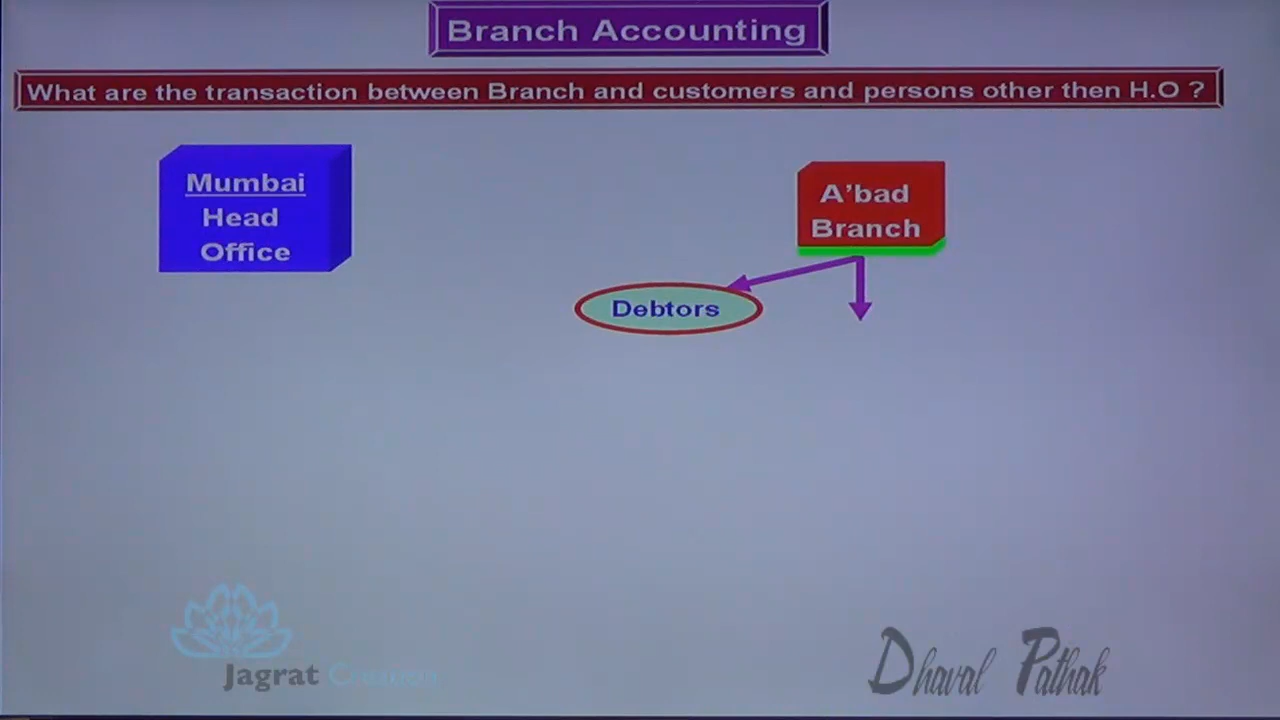 Branch Accounting
What are the transaction between Branch and customers and persons other then H.O ?
Mumbai
Head
Office
A’bad
Branch
Debtors
Jagrat
Dhaval Pathak